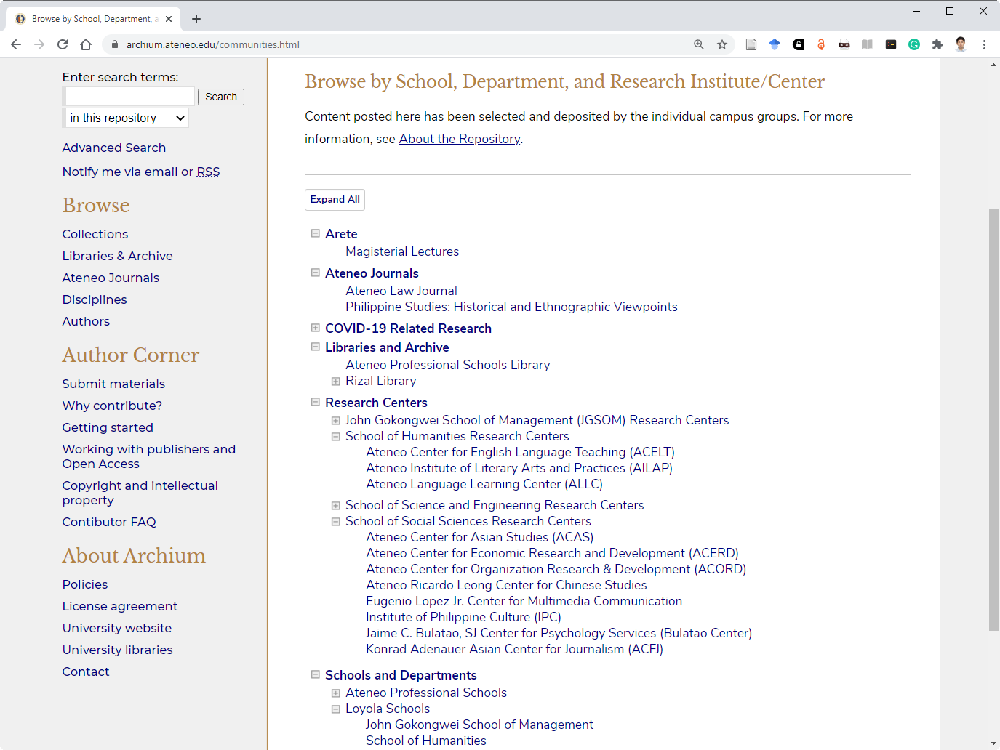 Browse by School, Department, a
archium.ateneo.edu/communities.html
Enter search terms:
Search
in this repository
Advanced Search
Notify me via email or RSS
Browse
Collections
Libraries & Archive
Ateneo Journals
Disciplines
Authors
Author Corner
Submit materials
Why contribute?
Getting started
Working with publishers and
Open Access
Copyright and intellectual
property
Contibutor FAQ
About Archium
Policies
License agreement
University website
University libraries
Contact
Browse by School, Department, and Research Institute/Center
Content posted here has been selected and deposited by the individual campus groups. For more
information, see About the Repository.
Expand All
Arete
Magisterial Lectures
Ateneo Journals
Ateneo Law Journal
Philippine Studies: Historical and Ethnographic Viewpoints
COVID-19 Related Research
Libraries and Archive
Ateneo Professional Schools Library
Rizal Library
Research Centers
John Gokongwei School of Management (JGSOM) Research Centers
School of Humanities Research Centers
Ateneo Center for English Language Teaching (ACELT)
Ateneo Institute of Literary Arts and Practices (AILAP)
Ateneo Language Learning Center (ALLC)
School of Science and Engineering Research Centers
School of Social Sciences Research Centers
Ateneo Center for Asian Studies (ACAS)
Ateneo Center for Economic Research and Development (ACERD)
Ateneo Center for Organization Research & Development (ACORD)
Ateneo Ricardo Leong Center for Chinese Studies
Eugenio Lopez Jr. Center for Multimedia Communication
Institute of Philippine Culture (IPC)
Jaime C. Bulatao, SJ Center for Psychology Services (Bulatao Center)
Konrad Adenauer Asian Center for Journalism (ACFJ)
Schools and Departments
Ateneo Professional Schools
Loyola Schools
John Gokongwei School of Management
School of Humanities